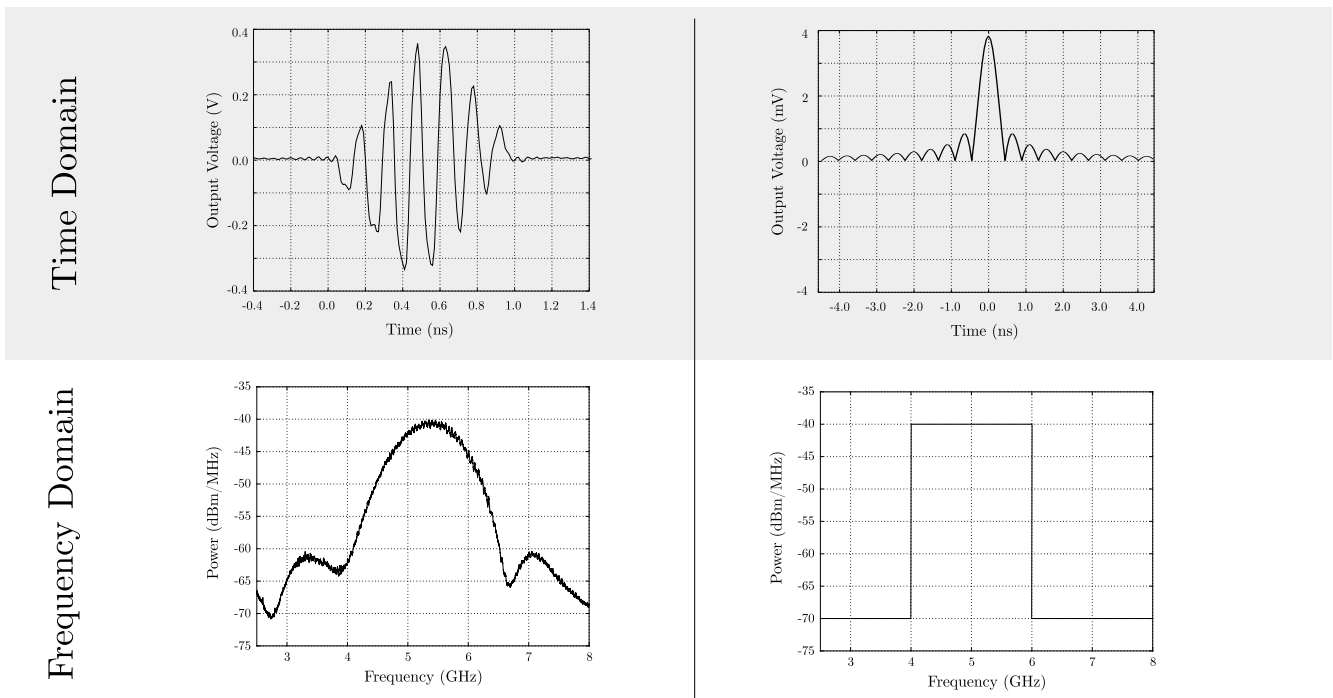 Time Domain
Output Voltage (V)
0.4
0.2
0.0
-0.2
-0.4
-0.4 -0.2 0.0 0.2 0.4 0.6 0.8 1.0 1.2 1.4
Time (ns)
Output Voltage (mV)
4
2
0
-2
-4
-4.0 -3.0 -2.0 -1.0 0.0 1.0 2.0 3.0 4.0
Time (ns)
Frequency Domain
Power (dBm/MHz)
-35
-40
-45
-50
-55
-60
-65
-70
-75
3 4 5 6 7 8
Frequency (GHz)
Power (dBm/MHz)
-35
-40
-45
-50
-55
-60
-65
-70
-75
3 4 5 6 7 8
Frequency (GHz)